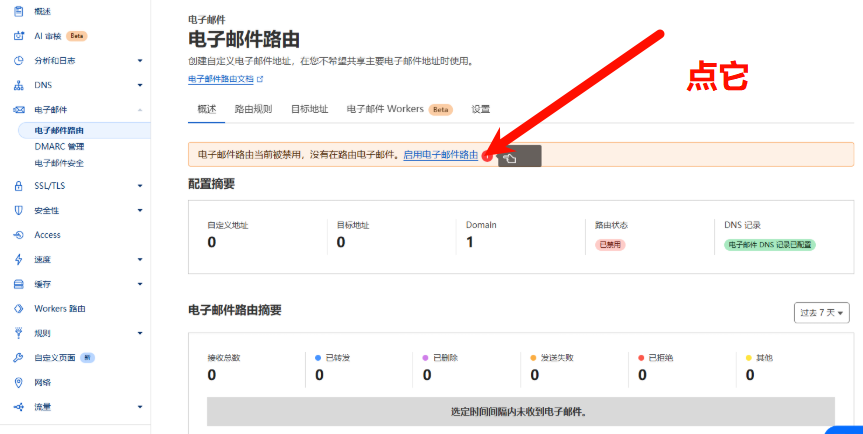 概述
AI 审核 Beta
分析和日志
DNS
电子邮件
电子邮件路由
DMARC 管理
电子邮件安全
SSL/TLS
安全性
Access
速度
缓存
Workers 路由
规则
自定义页面 新
网络
流量
电子邮件
电子邮件路由
创建自定义电子邮件地址，在您不希望共享主要电子邮件地址时使用。
电子邮件路由文档
概述 路由规则 目标地址 电子邮件 Workers Beta 设置
点它
电子邮件路由当前被禁用，没有在路由电子邮件。启用电子邮件路由
配置摘要
自定义地址 目标地址 Domain 路由状态 DNS 记录
0 0 1 已禁用 电子邮件 DNS 记录已配置
电子邮件路由摘要
过去 7 天
接收总数 已转发 已删除 发送失败 已拒绝 其他
0 0 0 0 0 0
选定时间间隔内未收到电子邮件。